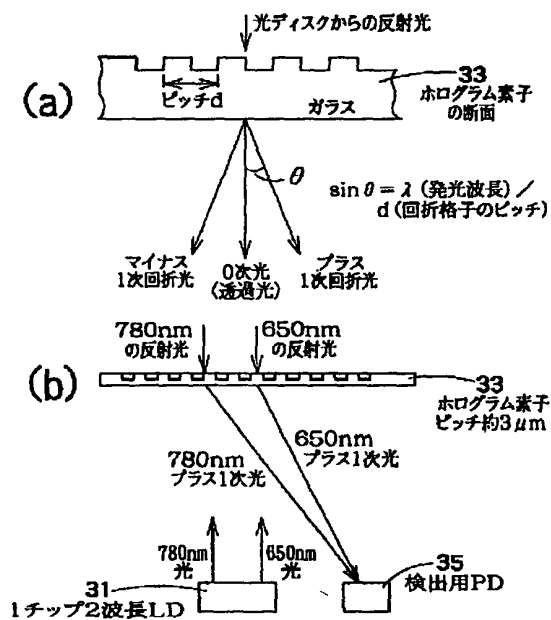 光ディスクからの反射光
(a)
ピッチd
ガラス
33
ホログラム素子
の断面
θ
sinθ=λ(発光波長)/
d(回折格子のピッチ)
マイナス
1次回折光
0次光
(透過光)
プラス
1次回折光
780nm
の反射光
650nm
の反射光
(b)
33
ホログラム素子
ピッチ約3μm
650nm
プラス1次光
780nm
プラス1次光
780nm
光
650nm
光
31
1チップ2波長LD
35
検出用PD